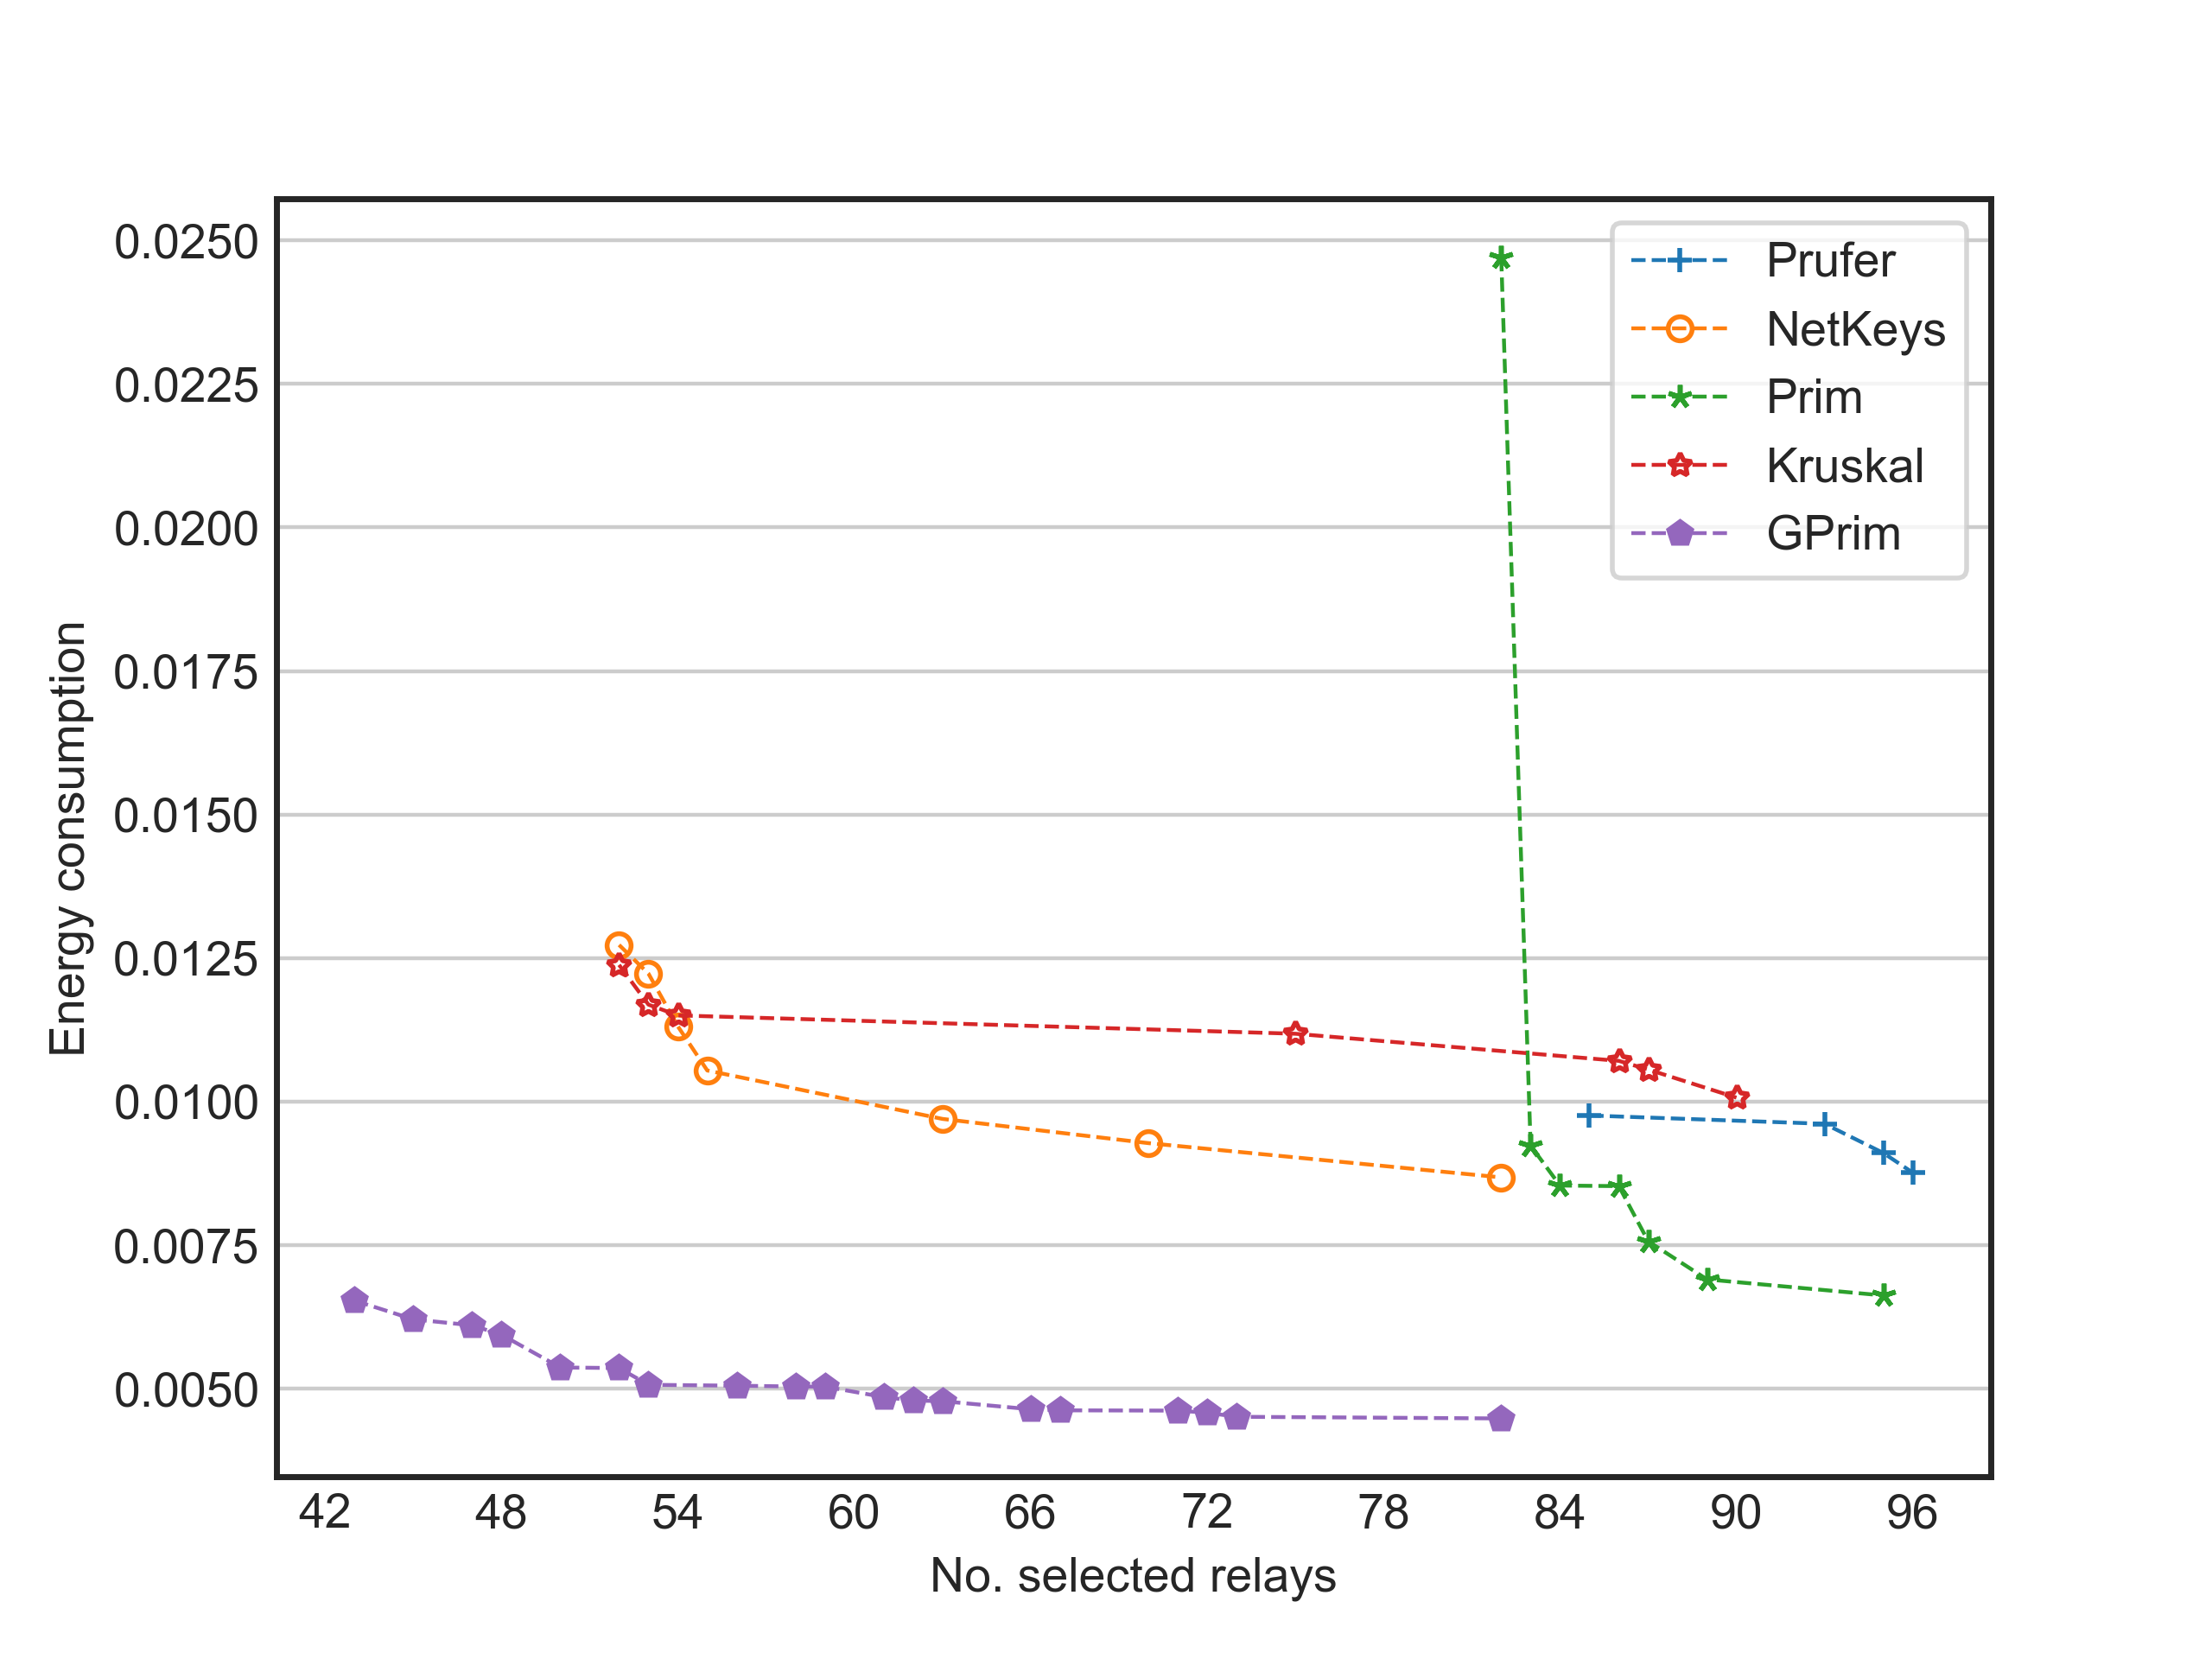 0.0250
0.0225
0.0200
0.0175
0.0150
0.0125
0.0100
0.0075
0.0050
Energy consumption
42 48 54 60 66 72 78 84 90 96
No. selected relays
Prufer
NetKeys
Prim
Kruskal
GPrim